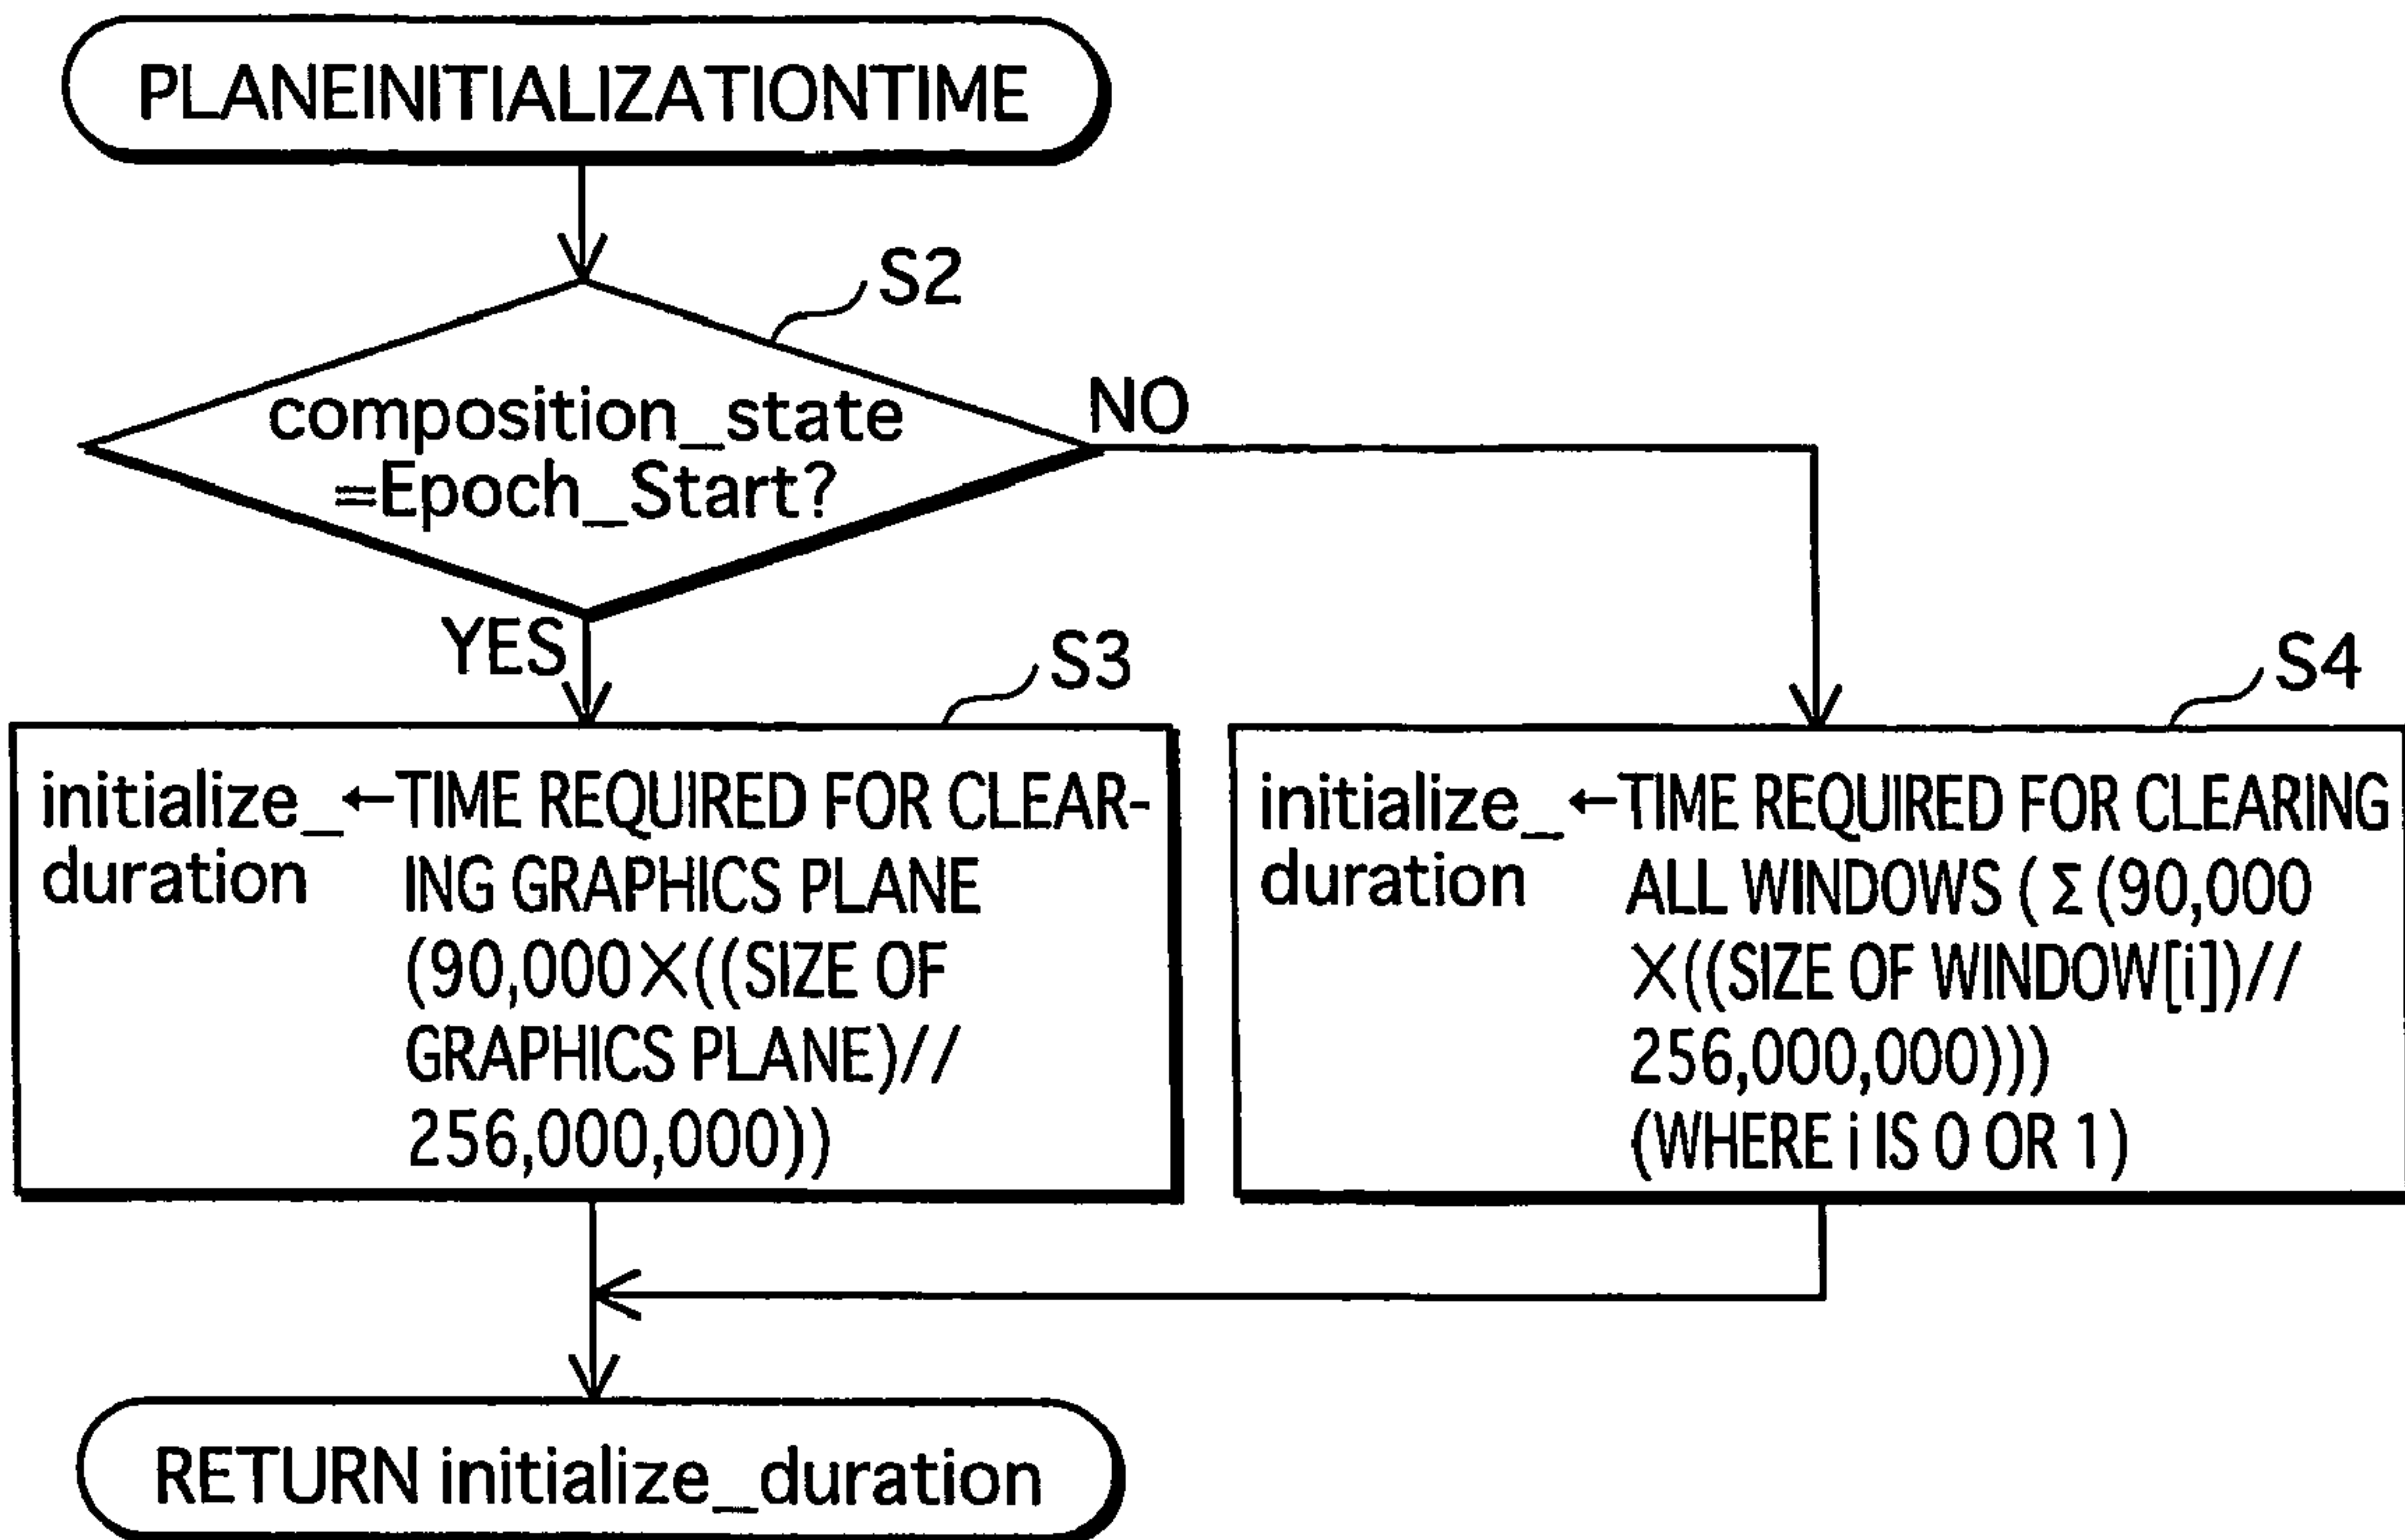 PLANEINITIALIZATIONTIME
S2
composition_state
=Epoch_Start?
NO
YES
S3
initialize_ ←TIME REQUIRED FOR CLEAR-
duration ING GRAPHICS PLANE
(90,000×((SIZE OF
GRAPHICS PLANE)//
256,000,000))
S4
initialize_ ←TIME REQUIRED FOR CLEARING
duration ALL WINDOWS (Σ(90,000
×((SIZE OF WINDOW[i])//
256,000,000)))
(WHERE i IS 0 OR 1)
RETURN initialize_duration